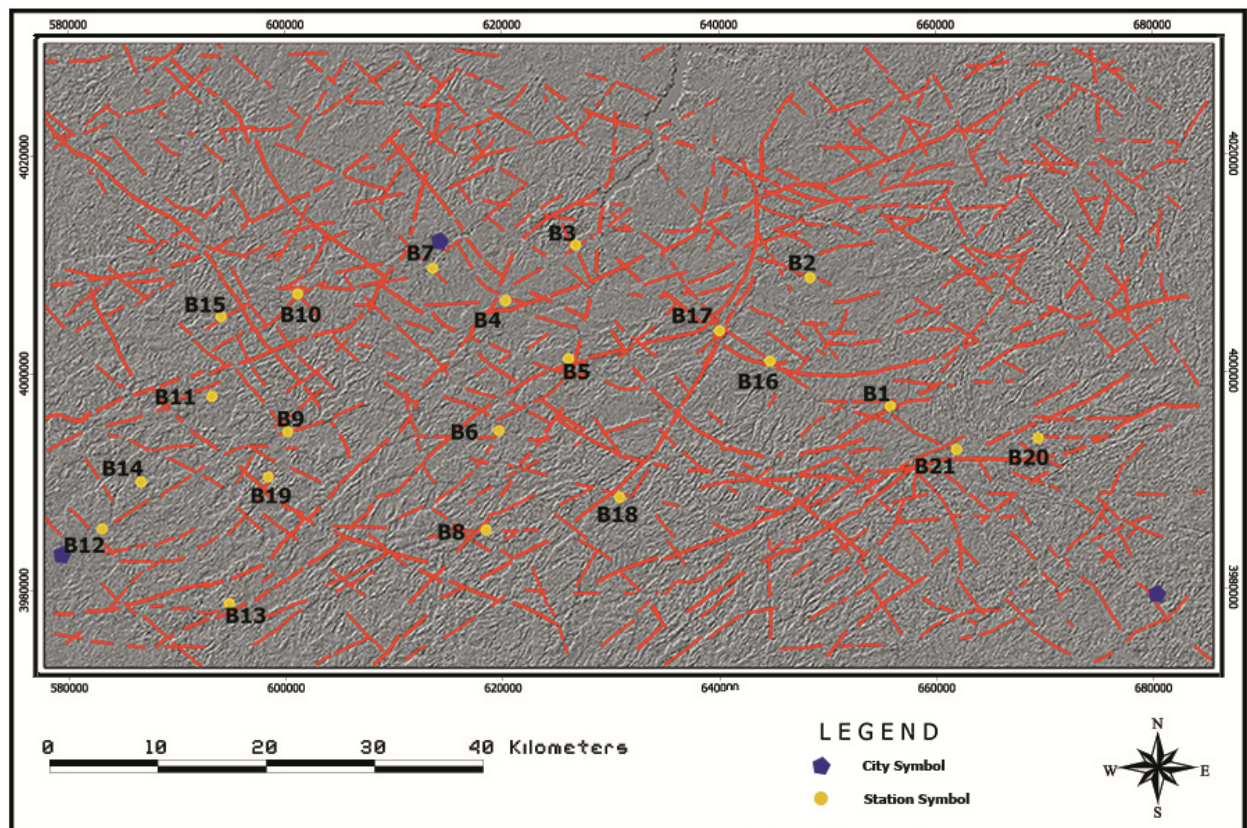 580000 600000 620000 640000 660000 680000
4020000 4020000
B3
B7
B2
B15
B10
B4
B17
B5
B16
4000000 4000000
B11
B1
B9
B6
B14
B21
B20
B19
B18
B8
B12
3980000 3980000
B13
580000 600000 620000 640000 660000 680000
0 10 20 30 40 Kilometers
LEGEND
City Symbol
Station Symbol
N
W E
S